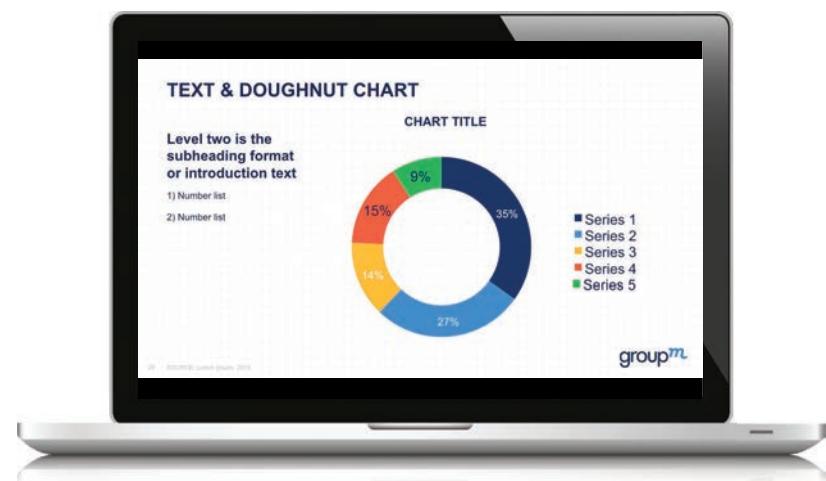 TEXT & DOUGHNUT CHART
Level two is the
subheading format
or introduction text
1) Number list
2) Number list
CHART TITLE
9%
35%
15%
14%
27%
Series 1
Series 2
Series 3
Series 4
Series 5
groupm